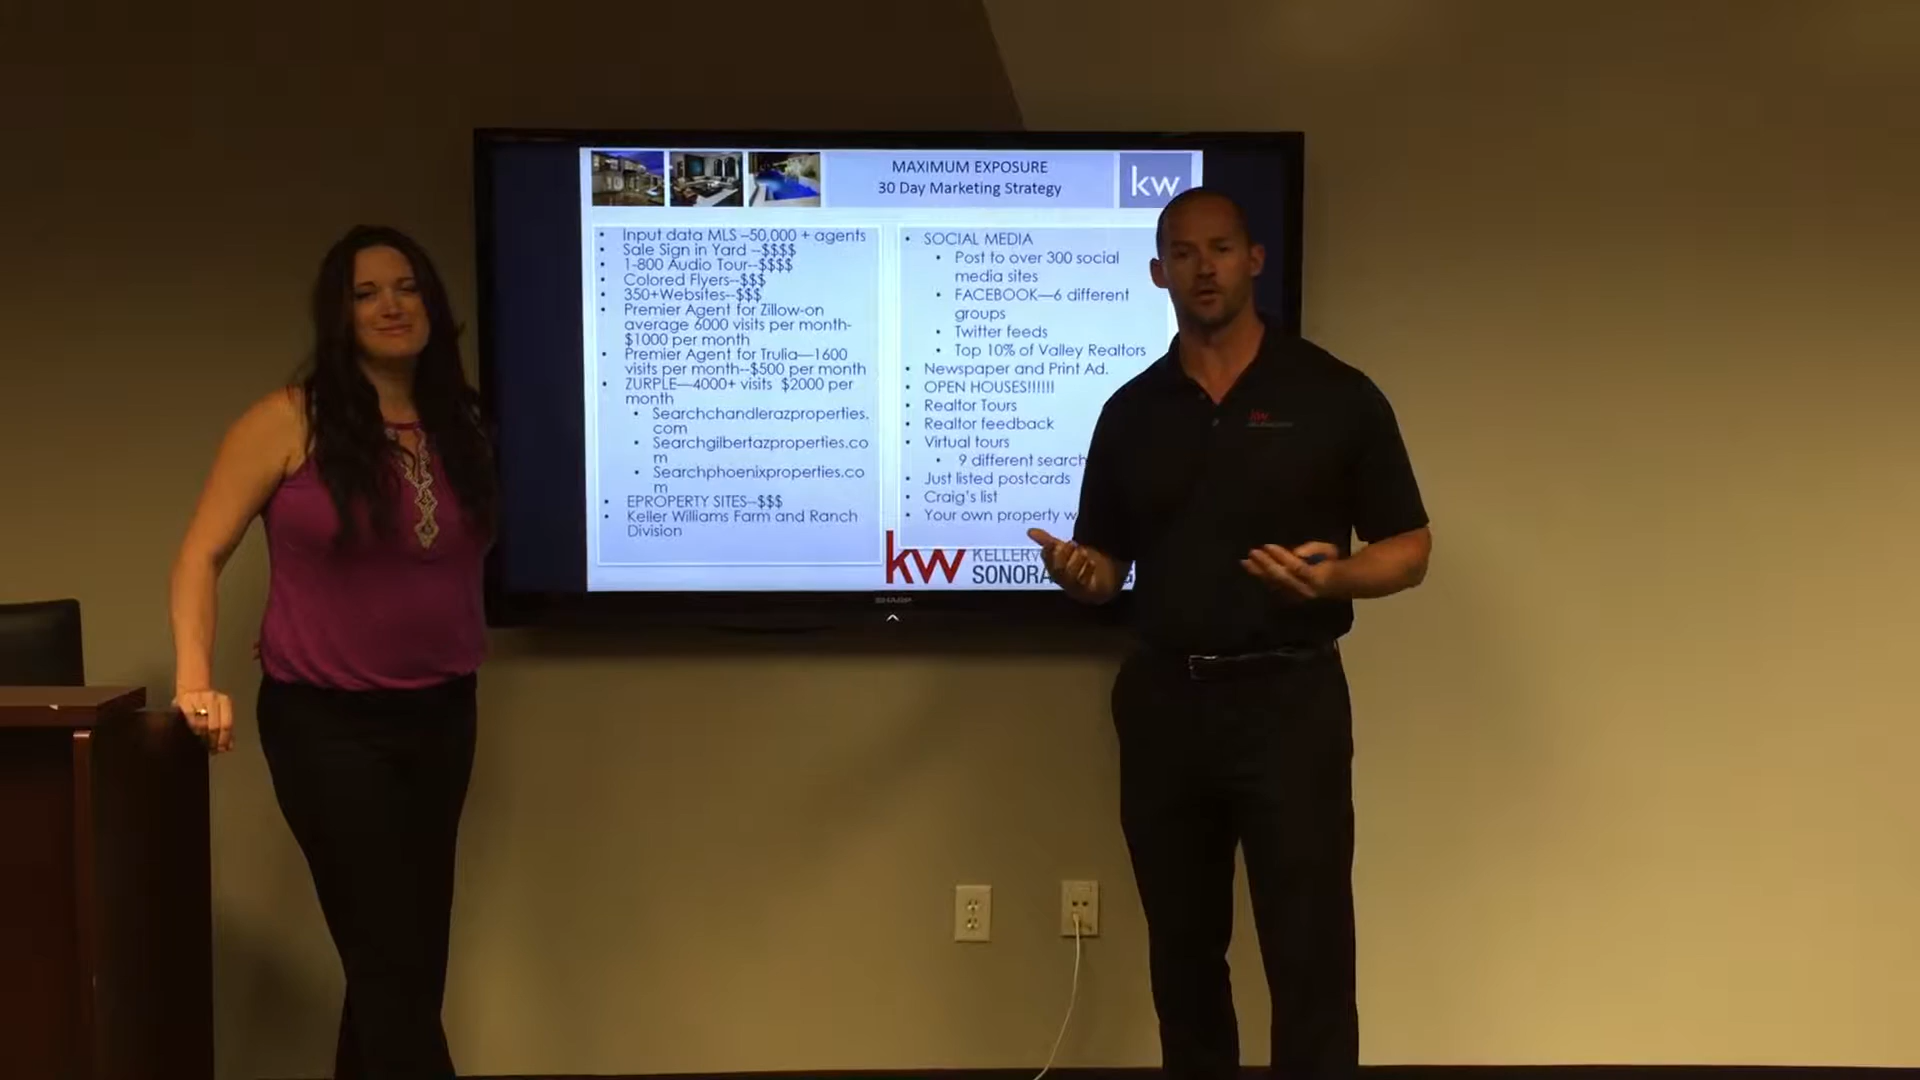 MAXIMUM EXPOSURE
30 Day Marketing Strategy
kw
• Input data MLS –50,000 + agents
• Sale Sign in Yard --$$$$
• 1-800 Audio Tour--$$$$
• Colored Flyers--$$$
• 350+Websites--$$$
• Premier Agent for Zillow-on
average 6000 visits per month-
$1000 per month
• Premier Agent for Trulia—1600
visits per month--$500 per month
• ZURPLE—4000+ visits $2000 per
month
• Searchchandlerazproperties.
com
• Searchgilbertazproperties.co
m
• Searchphoenixproperties.co
m
• EPROPERTY SITES--$$$
• Keller Williams Farm and Ranch
Division
• SOCIAL MEDIA
• Post to over 300 social
media sites
• FACEBOOK—6 different
groups
• Twitter feeds
• Top 10% of Valley Realtors
• Newspaper and Print Ad.
• OPEN HOUSES!!!!!!
• Realtor Tours
• Realtor feedback
• Virtual tours
• 9 different search
• Just listed postcards
• Craig's list
• Your own property w
kw KELLERW
SONORA G
SHARP
kw